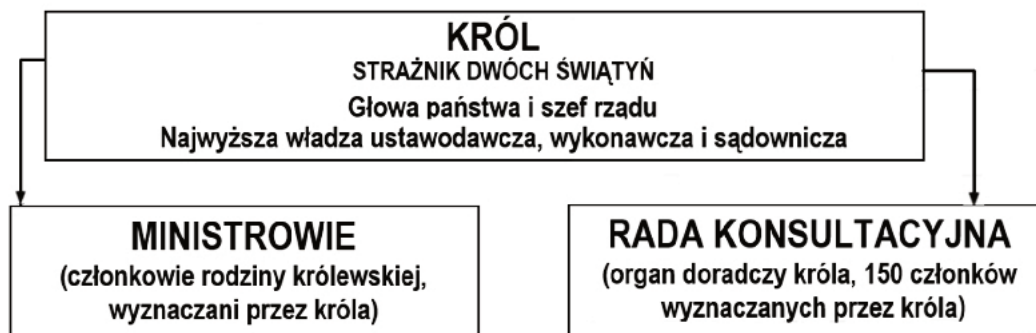 KRÓL
STRAŻNIK DWÓCH ŚWIĄTYŃ
Głowa państwa i szef rządu
Najwyższa władza ustawodawcza, wykonawcza i sądownicza
MINISTROWIE
(członkowie rodziny królewskiej,
wyznaczani przez króla)
RADA KONSULTACYJNA
(organ doradczy króla, 150 członków
wyznaczanych przez króla)